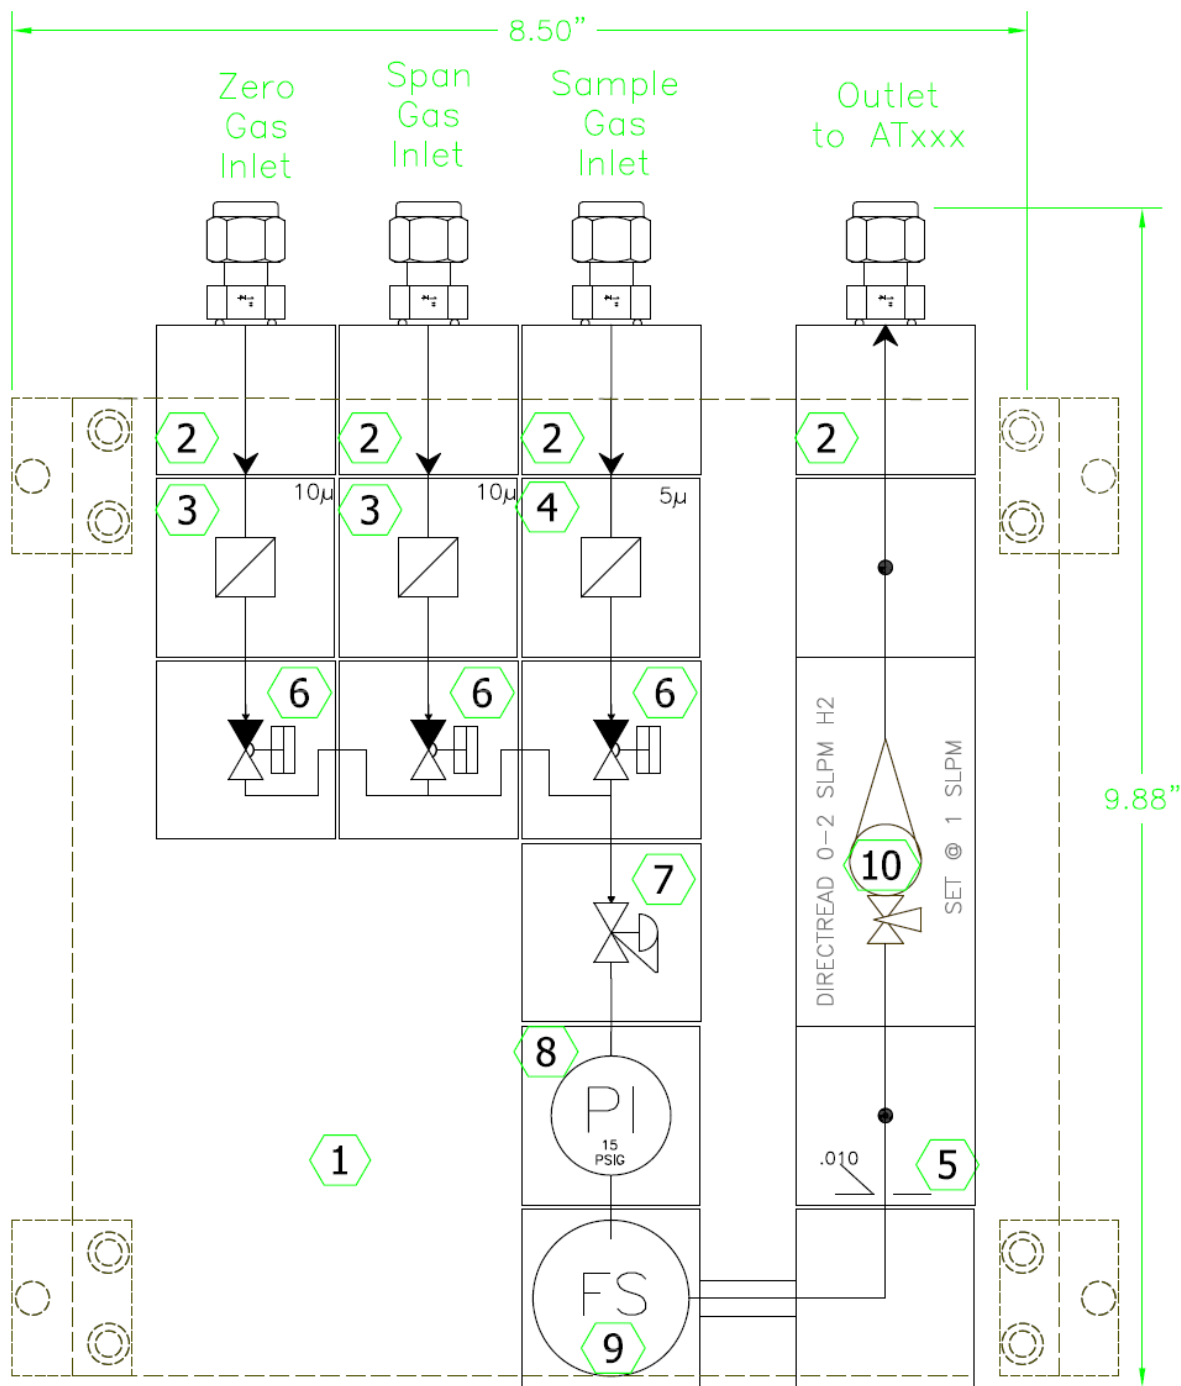 8.50"
Zero
Gas
Inlet
Span
Gas
Inlet
Sample
Gas
Inlet
Outlet
to ATxxx
2
2
2
2
3
10µ
3
10µ
4
5µ
6
6
6
9.88"
7
DIRECTREAD 0-2 SLPM H2
10
SET @ 1 SLPM
8
PI
15
PSIG
1
.010
5
FS
9